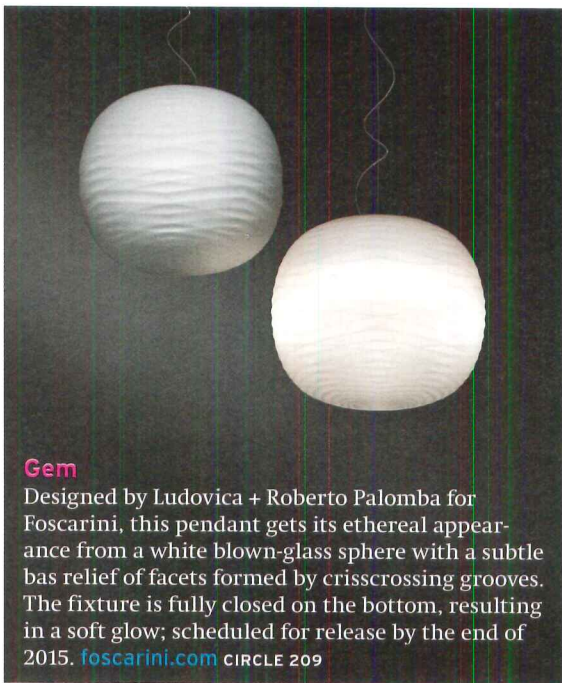 Gem
Designed by Ludovica + Roberto Palomba for
Foscarini, this pendant gets its ethereal appear-
ance from a white blown-glass sphere with a subtle
bas relief of facets formed by crisscrossing grooves.
The fixture is fully closed on the bottom, resulting
in a soft glow; scheduled for release by the end of
2015. foscarini.com CIRCLE 209